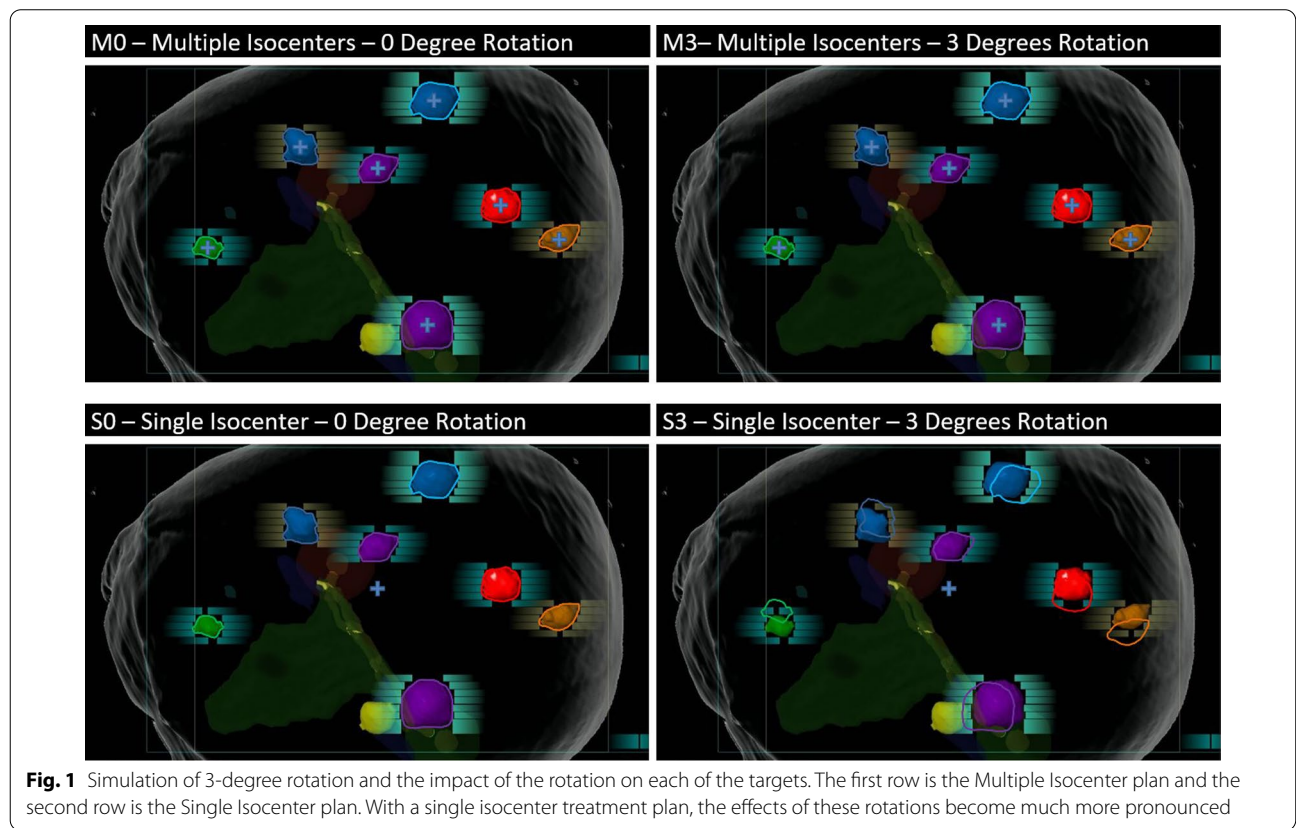 M0 – Multiple Isocenters – 0 Degree Rotation
M3– Multiple Isocenters – 3 Degrees Rotation
S0 – Single Isocenter – 0 Degree Rotation
S3 – Single Isocenter – 3 Degrees Rotation
Fig. 1 Simulation of 3-degree rotation and the impact of the rotation on each of the targets. The first row is the Multiple Isocenter plan and the
second row is the Single Isocenter plan. With a single isocenter treatment plan, the effects of these rotations become much more pronounced